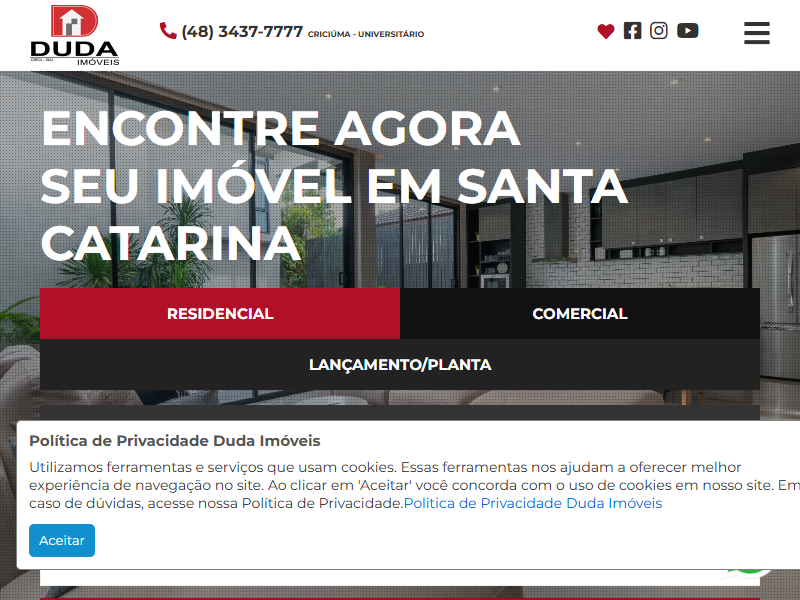 DUDA
IMÓVEIS
(48) 3437-7777 CRICIÚMA - UNIVERSITÁRIO
ENCONTRE AGORA
SEU IMÓVEL EM SANTA
CATARINA
RESIDENCIAL
COMERCIAL
LANÇAMENTO/PLANTA
Política de Privacidade Duda Imóveis
Utilizamos ferramentas e serviços que usam cookies. Essas ferramentas nos ajudam a oferecer melhor
experiência de navegação no site. Ao clicar em 'Aceitar' você concorda com o uso de cookies em nosso site. Em
caso de dúvidas, acesse nossa Política de Privacidade.Politica de Privacidade Duda Imóveis
Aceitar